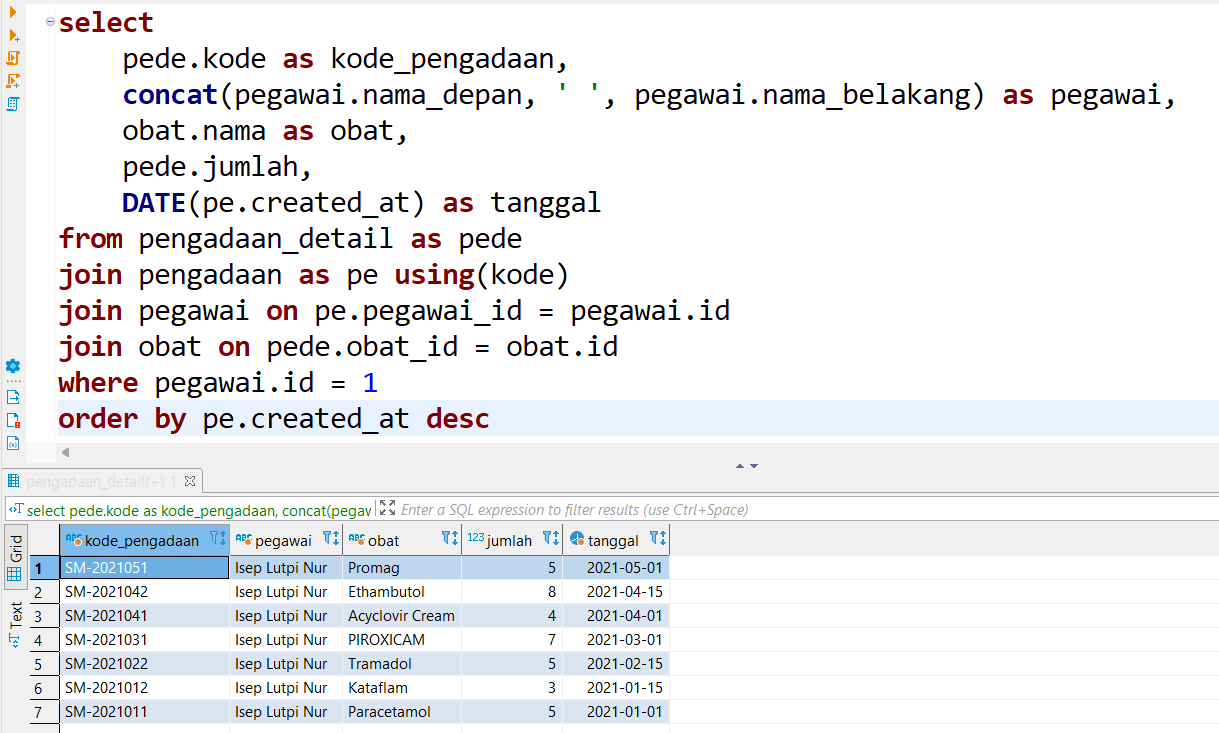 select
pede.kode as kode_pengadaan,
concat(pegawai.nama_depan, ' ', pegawai.nama_belakang) as pegawai,
obat.nama as obat,
pede.jumlah,
DATE(pe.created_at) as tanggal
from pengadaan_detail as pede
join pengadaan as pe using(kode)
join pegawai on pe.pegawai_id = pegawai.id
join obat on pede.obat_id = obat.id
where pegawai.id = 1
order by pe.created_at desc
pengadaan_detail(+) 1
select pede.kode as kode_pengadaan, concat(pegaw Enter a SQL expression to filter results (use Ctrl+Space)
Grid
Text
ABC kode_pengadaan ABC pegawai ABC obat 123 jumlah tanggal
1 SM-2021051 Isep Lutpi Nur Promag 5 2021-05-01
2 SM-2021042 Isep Lutpi Nur Ethambutol 8 2021-04-15
3 SM-2021041 Isep Lutpi Nur Acyclovir Cream 4 2021-04-01
4 SM-2021031 Isep Lutpi Nur PIROXICAM 7 2021-03-01
5 SM-2021022 Isep Lutpi Nur Tramadol 5 2021-02-15
6 SM-2021012 Isep Lutpi Nur Kataflam 3 2021-01-15
7 SM-2021011 Isep Lutpi Nur Paracetamol 5 2021-01-01